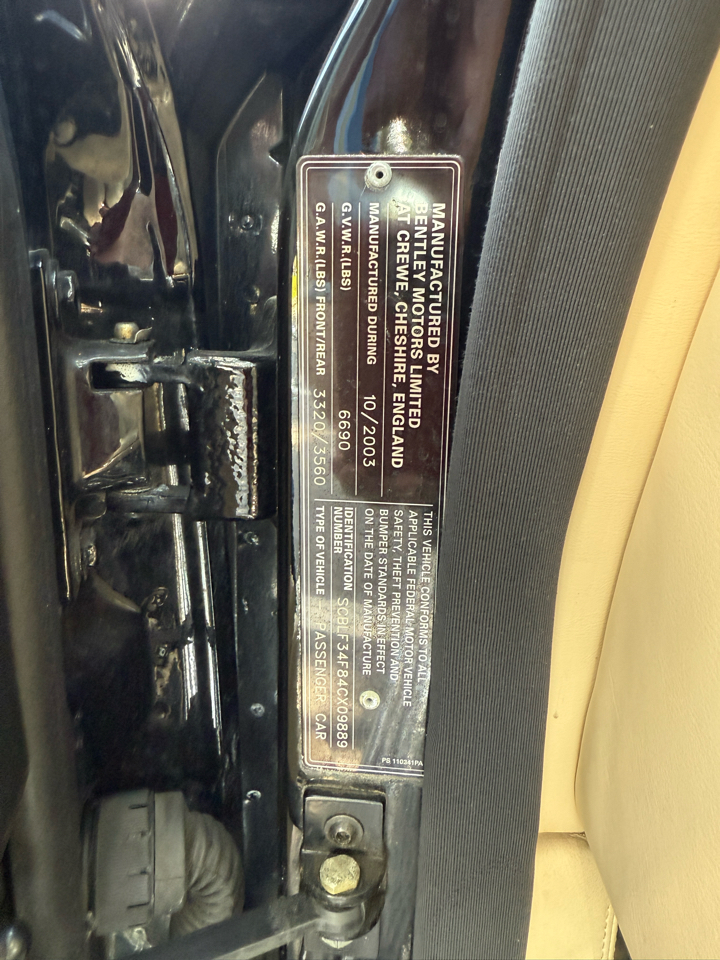 MANUFACTURED BY
BENTLEY MOTORS LIMITED
AT CREWE, CHESHIRE, ENGLAND
MANUFACTURED DURING 10/2003
G.V.W.R.(LBS) 6690
G.A.W.R.(LBS) FRONT/REAR 3320/3560
THIS VEHICLE CONFORMS TO ALL
APPLICABLE FEDERAL MOTOR VEHICLE
SAFETY, THEFT PREVENTION AND
BUMPER STANDARDS IN EFFECT
ON THE DATE OF MANUFACTURE
IDENTIFICATION
NUMBER SCBLF34F84CX09889
TYPE OF VEHICLE PASSENGER CAR
PB 110341PA